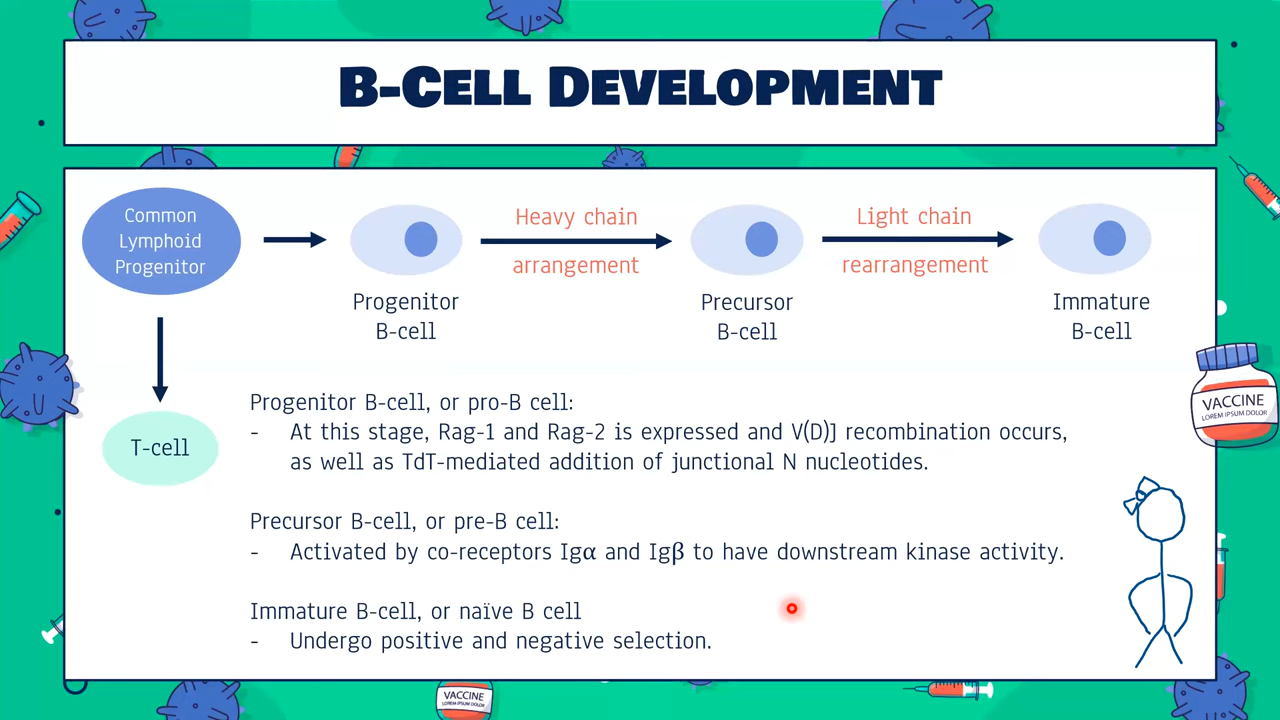 B-CELL DEVELOPMENT
Common
Lymphoid
Progenitor
Heavy chain
arrangement
Light chain
rearrangement
Progenitor
B-cell
Precursor
B-cell
Immature
B-cell
T-cell
Progenitor B-cell, or pro-B cell:
- At this stage, Rag-1 and Rag-2 is expressed and V(D)J recombination occurs,
as well as TdT-mediated addition of junctional N nucleotides.
Precursor B-cell, or pre-B cell:
- Activated by co-receptors Igα and Igβ to have downstream kinase activity.
Immature B-cell, or naïve B cell
- Undergo positive and negative selection.
VACCINE
LOREM IPSUM DOLOR
VACCINE
LOREM IPSUM DOLOR